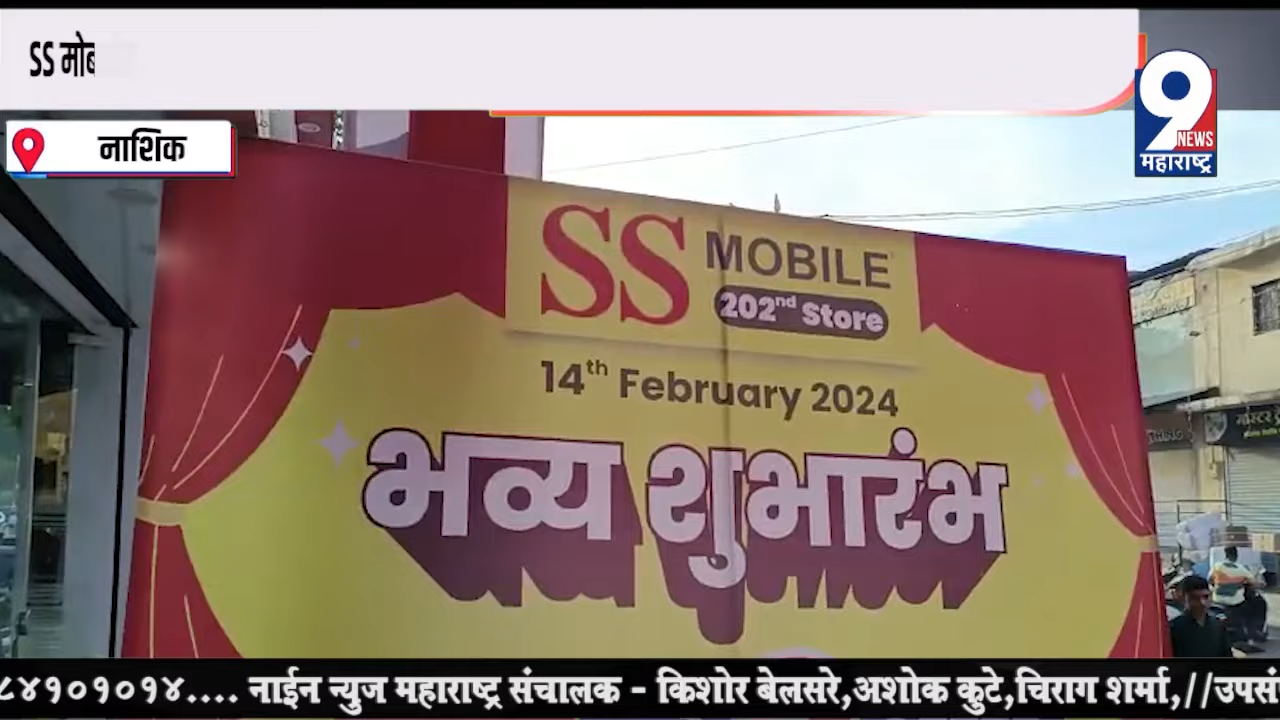 SS मोब
नाशिक
9
NEWS
महाराष्ट्र
SS MOBILE
202nd Store
14th February 2024
भव्य शुभारंभ
८४१०१०१४.... नाईन न्युज महाराष्ट्र संचालक - किशोर बेलसरे,अशोक कुटे,चिराग शर्मा,//उपसं